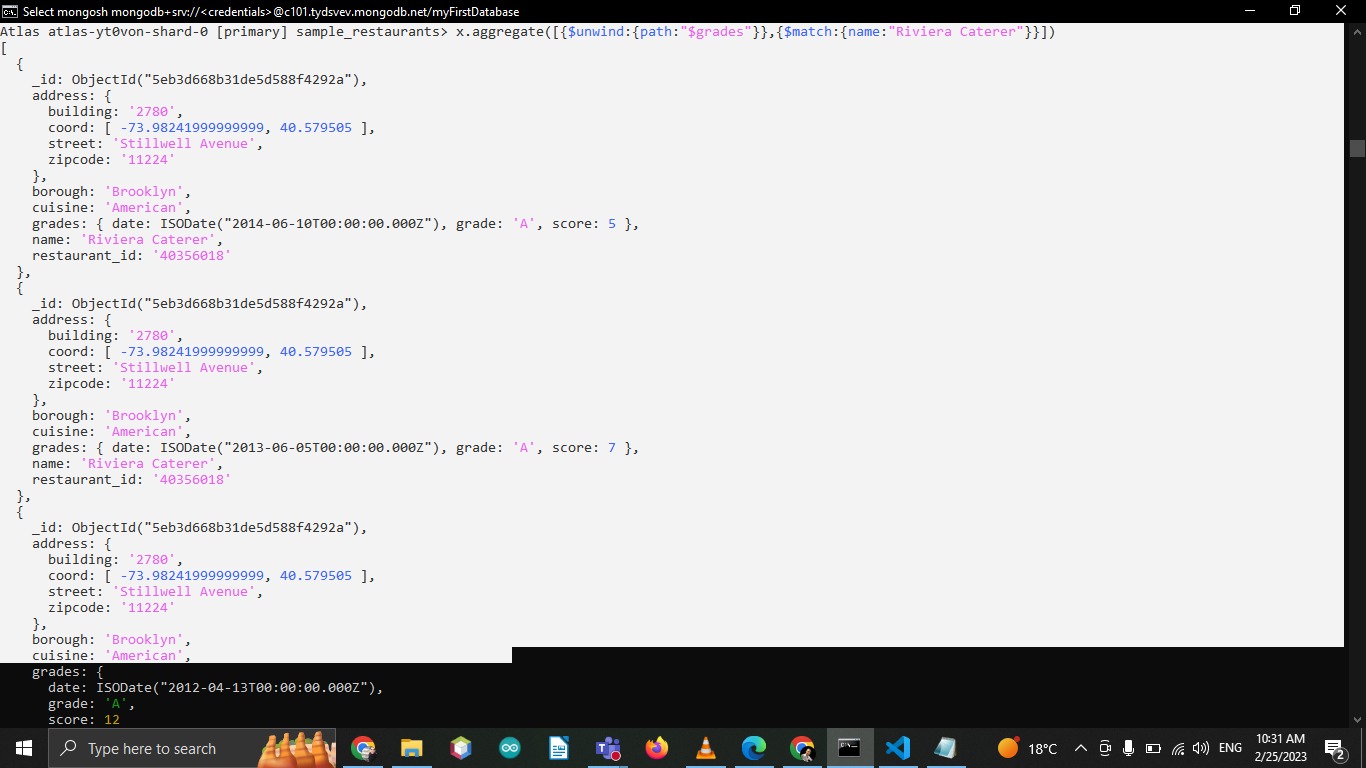 Select mongosh mongodb+srv://<credentials>@c101.tydsvev.mongodb.net/myFirstDatabase
Atlas atlas-yt0von-shard-0 [primary] sample_restaurants> x.aggregate([{$unwind:{path:"$grades"}},{$match:{name:"Riviera Caterer"}}])
[
  {
    _id: ObjectId("5eb3d668b31de5d588f4292a"),
    address: {
      building: '2780',
      coord: [ -73.98241999999999, 40.579505 ],
      street: 'Stillwell Avenue',
      zipcode: '11224'
    },
    borough: 'Brooklyn',
    cuisine: 'American',
    grades: { date: ISODate("2014-06-10T00:00:00.000Z"), grade: 'A', score: 5 },
    name: 'Riviera Caterer',
    restaurant_id: '40356018'
  },
  {
    _id: ObjectId("5eb3d668b31de5d588f4292a"),
    address: {
      building: '2780',
      coord: [ -73.98241999999999, 40.579505 ],
      street: 'Stillwell Avenue',
      zipcode: '11224'
    },
    borough: 'Brooklyn',
    cuisine: 'American',
    grades: { date: ISODate("2013-06-05T00:00:00.000Z"), grade: 'A', score: 7 },
    name: 'Riviera Caterer',
    restaurant_id: '40356018'
  },
  {
    _id: ObjectId("5eb3d668b31de5d588f4292a"),
    address: {
      building: '2780',
      coord: [ -73.98241999999999, 40.579505 ],
      street: 'Stillwell Avenue',
      zipcode: '11224'
    },
    borough: 'Brooklyn',
    cuisine: 'American',
    grades: {
      date: ISODate("2012-04-13T00:00:00.000Z"),
      grade: 'A',
      score: 12
Type here to search
18°C
ENG
10:31 AM
2/25/2023
2